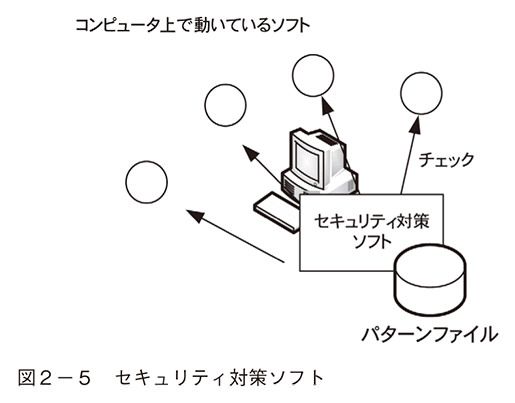 コンピュータ上で動いているソフト
チェック
セキュリティ対策
ソフト
パターンファイル
図2－5　セキュリティ対策ソフト